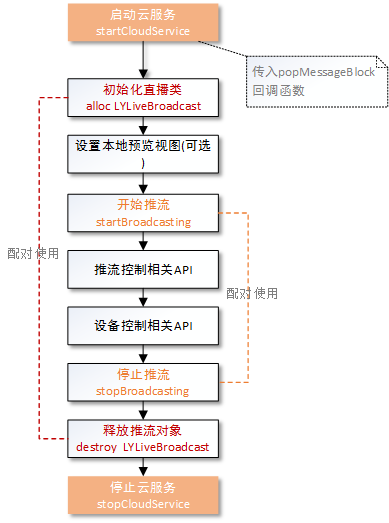 启动云服务
startCloudService
传入popMessageBlock
回调函数
初始化直播类
alloc LYLiveBroadcast
设置本地预览视图(可选
)
开始推流
startBroadcasting
配对使用
推流控制相关API
配对使用
设备控制相关API
停止推流
stopBroadcasting
释放推流对象
destroy LYLiveBroadcast
停止云服务
stopCloudService